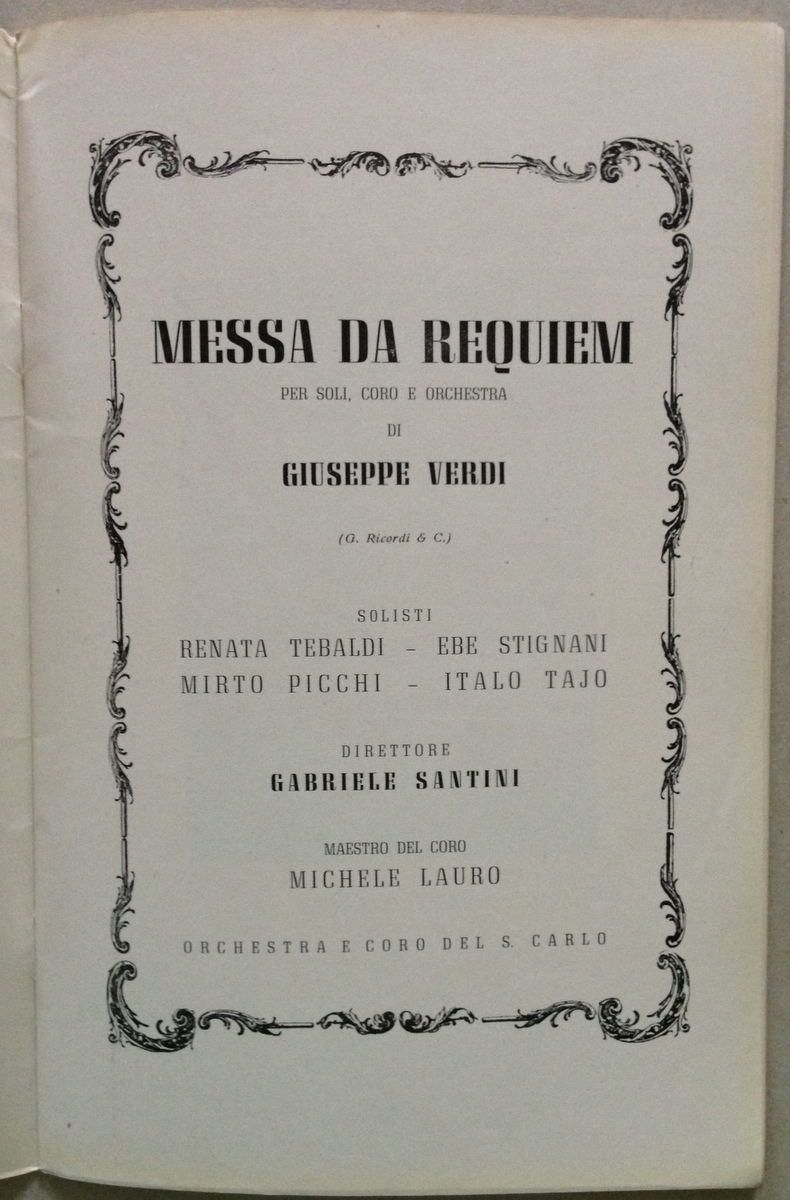 MESSA DA REQUIEM
PER SOLI, CORO E ORCHESTRA
DI
GIUSEPPE VERDI
(G. Ricordi & C.)
SOLISTI
RENATA TEBALDI – EBE STIGNANI
MIRTO PICCHI – ITALO TAJO
DIRETTORE
GABRIELE SANTINI
MAESTRO DEL CORO
MICHELE LAURO
ORCHESTRA E CORO DEL S. CARLO